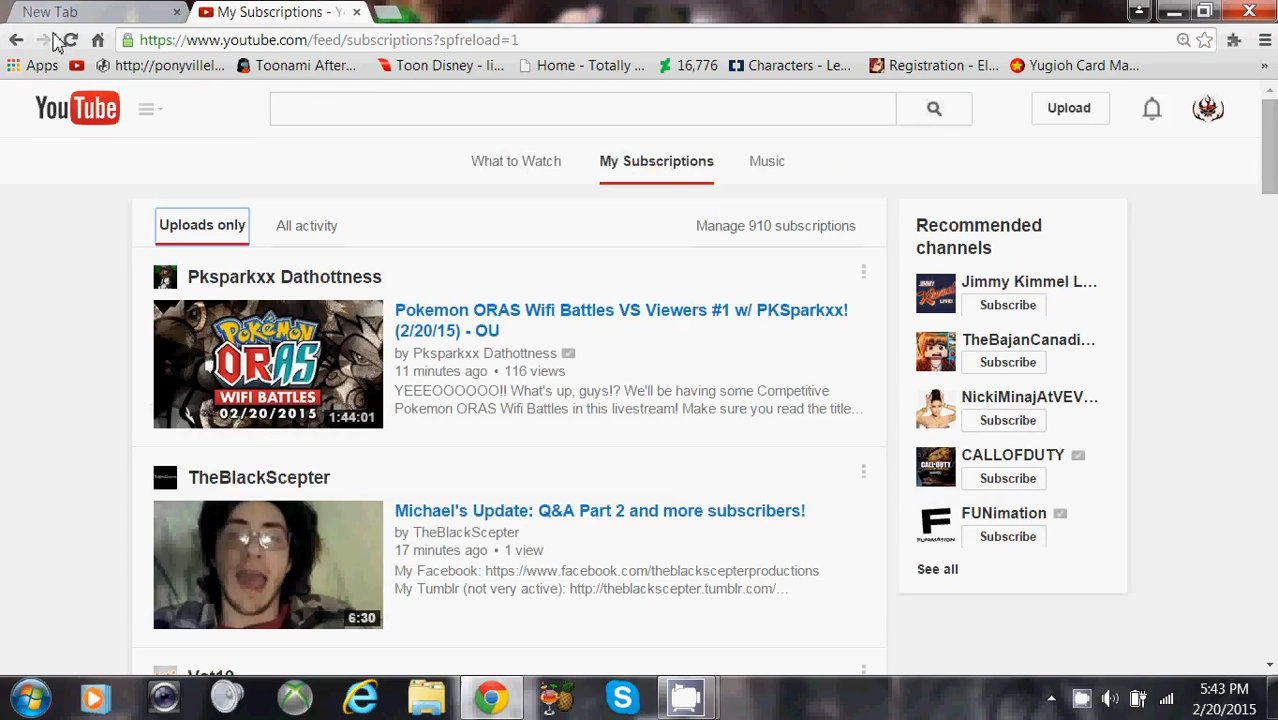 New Tab
My Subscriptions - Y
https://www.youtube.com/feed/subscriptions?spfreload=1
Apps
http://ponyvillel...
Toonami After...
Toon Disney - li...
Home - Totally ...
16,776
Characters - Le...
Registration - El...
Yugioh Card Ma...
»
YouTube
Upload
What to Watch
My Subscriptions
Music
Uploads only
All activity
Manage 910 subscriptions
Pksparkxx Dathottness
POKéMON
ORAS
WIFI BATTLES
02/20/2015
1:44:01
Pokemon ORAS Wifi Battles VS Viewers #1 w/ PKSparkxx!
(2/20/15) - OU
by Pksparkxx Dathottness
11 minutes ago • 116 views
YEEEOOOOOO!! What's up, guys!? We'll be having some Competitive
Pokemon ORAS Wifi Battles in this livestream! Make sure you read the title...
TheBlackScepter
6:30
Michael's Update: Q&A Part 2 and more subscribers!
by TheBlackScepter
17 minutes ago • 1 view
My Facebook: https://www.facebook.com/theblackscepterproductions
My Tumblr (not very active): http://theblackscepter.tumblr.com/...
Recommended
channels
Jimmy Kimmel L...
Subscribe
TheBajanCanadi...
Subscribe
NickiMinajAtVEV...
Subscribe
CALLOFDUTY
Subscribe
FUNimation
Subscribe
See all
5:43 PM
2/20/2015